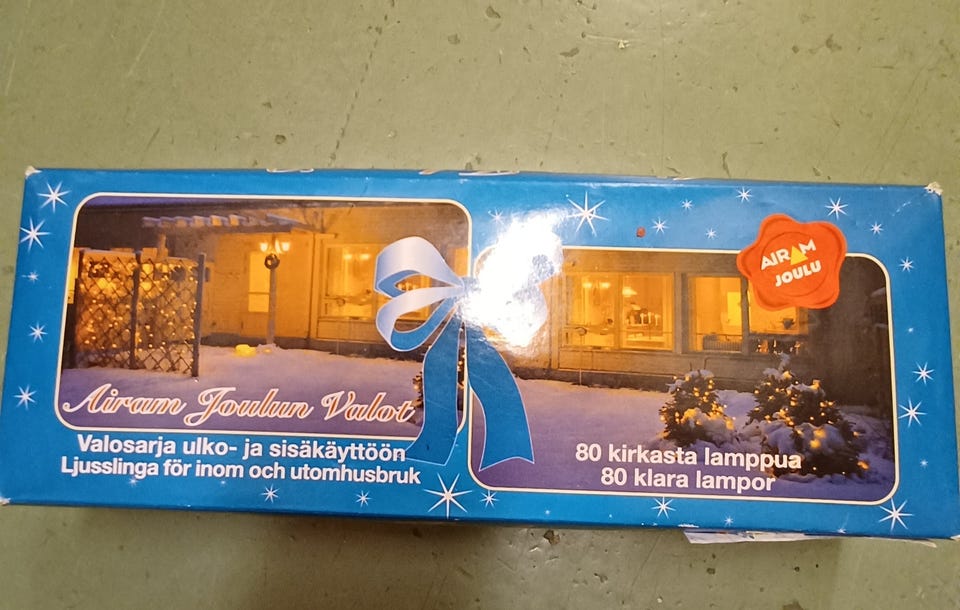 AIRAM
JOULU
Airam Joulun Valot
Valosarja ulko- ja sisäkäyttöön
Ljusslinga för inom och utomhusbruk
80 kirkasta lamppua
80 klara lampor